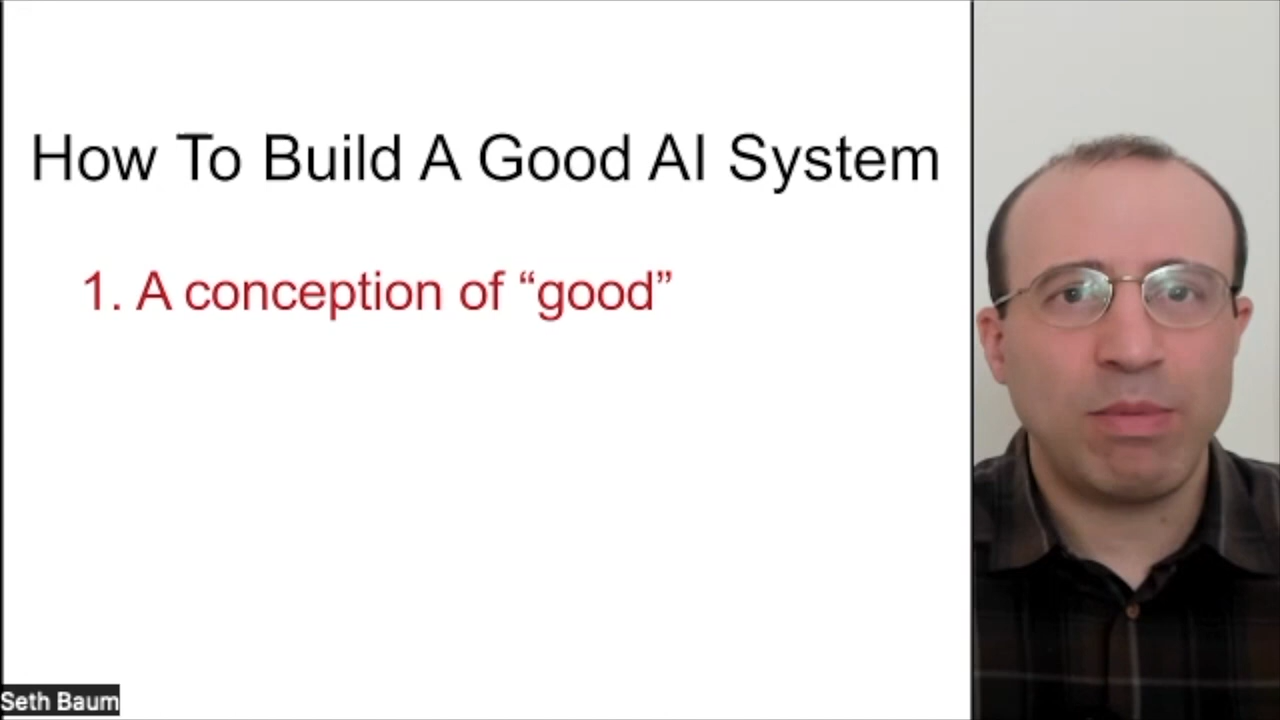 How To Build A Good AI System
1. A conception of “good”
Seth Baum